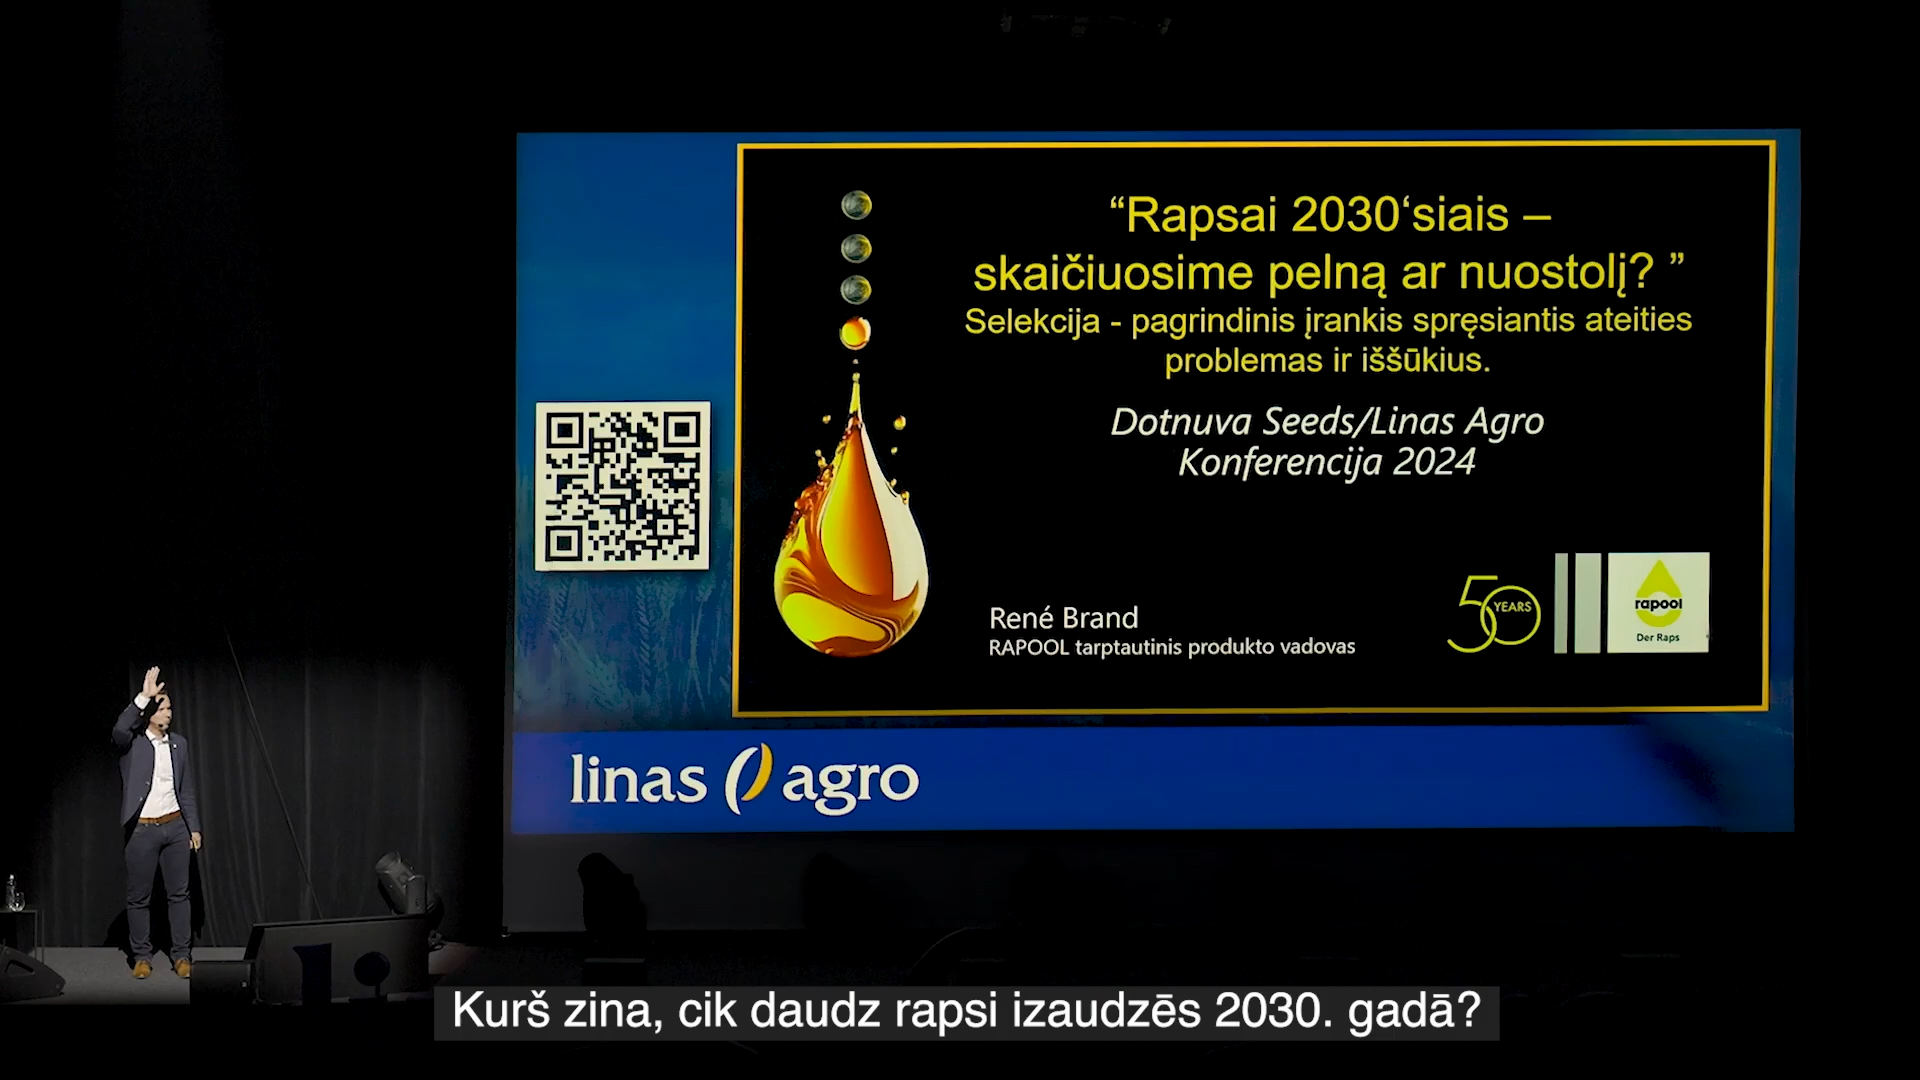 “Rapsai 2030‘siais –
skaičiuosime pelną ar nuostolį? ”
Selekcija - pagrindinis įrankis spręsiantis ateities
problemas ir iššūkius.
Dotnuva Seeds/Linas Agro
Konferencija 2024
René Brand
RAPOOL tarptautinis produkto vadovas
50 YEARS
rapool
Der Raps
linas agro
Kurš zina, cik daudz rapsi izaudzēs 2030. gadā?